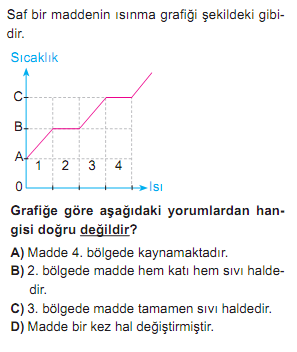 Saf bir maddenin ısınma grafiği şekildeki gibi-
dir.
Sıcaklık
C
B
A
1 2 3 4
0
Isı
Grafiğe göre aşağıdaki yorumlardan han-
gisi doğru değildir?
A) Madde 4. bölgede kaynamaktadır.
B) 2. bölgede madde hem katı hem sıvı halde-
dir.
C) 3. bölgede madde tamamen sıvı haldedir.
D) Madde bir kez hal değiştirmiştir.